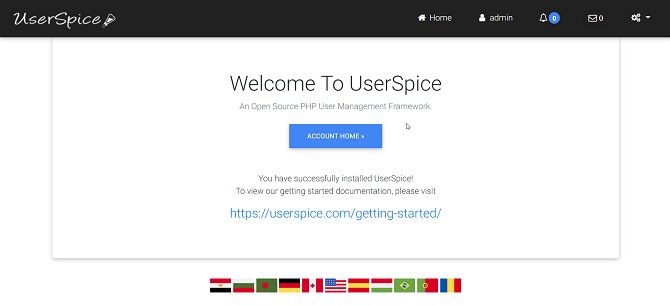 UserSpice
Home admin 0 0
Welcome To UserSpice
An Open Source PHP User Management Framework.
ACCOUNT HOME »
You have successfully installed UserSpice!
To view our getting started documentation, please visit
https://userspice.com/getting-started/